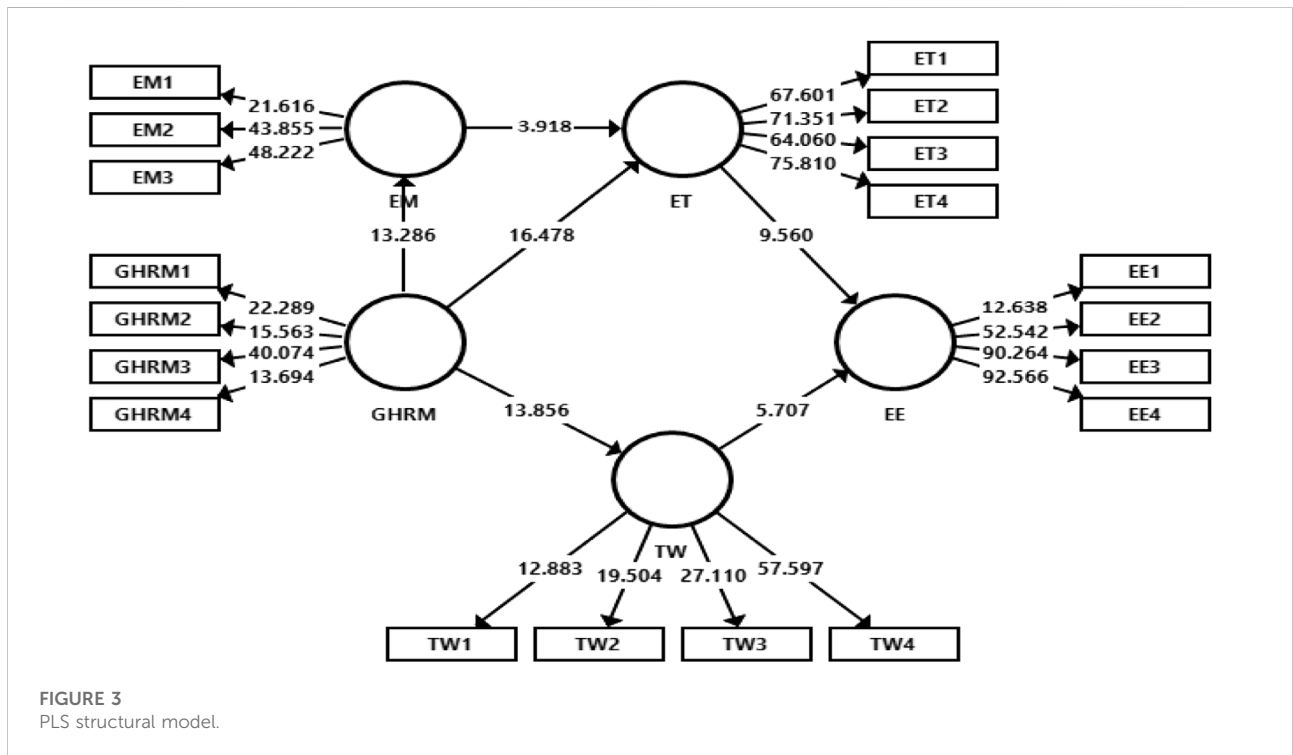 EM1
EM2
EM3
21.616
43.855
48.222
EM
3.918
ET
67.601
71.351
64.060
75.810
ET1
ET2
ET3
ET4
13.286
16.478
9.560
GHRM1
GHRM2
GHRM3
GHRM4
22.289
15.563
40.074
13.694
GHRM
13.856
5.707
EE
12.638
52.542
90.264
92.566
EE1
EE2
EE3
EE4
TW
12.883
19.504
27.110
57.597
TW1
TW2
TW3
TW4
FIGURE 3
PLS structural model.